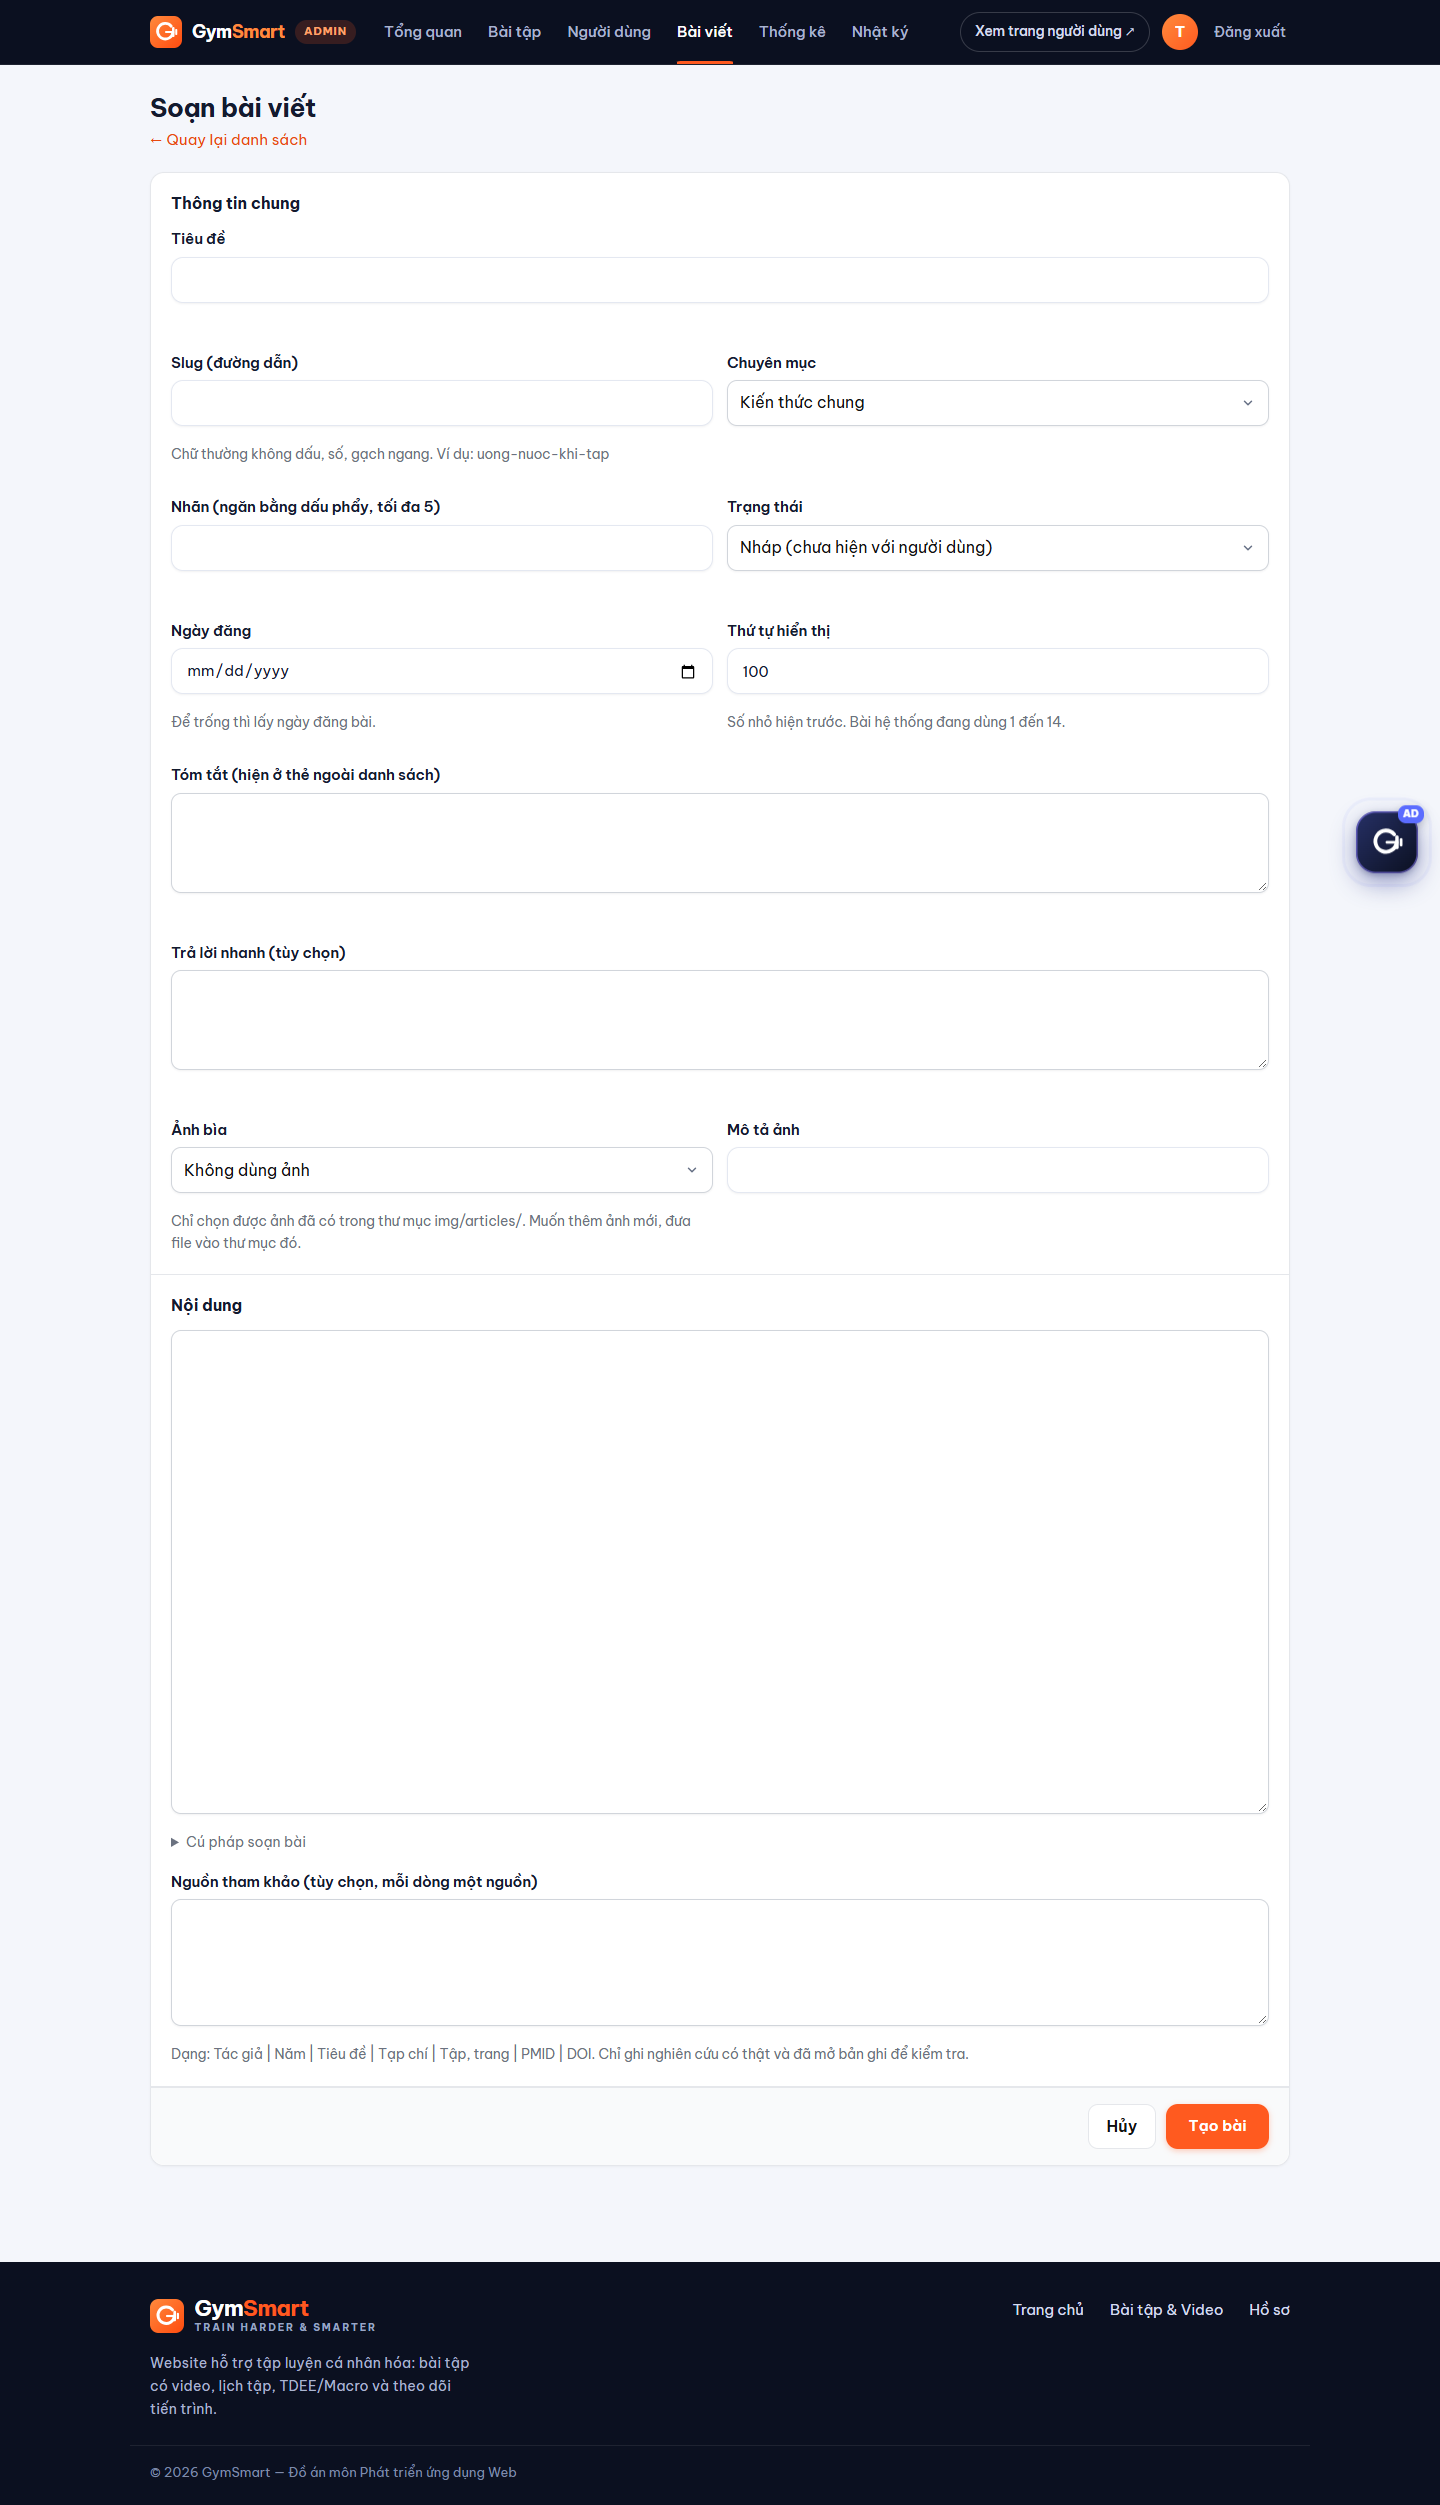 GymSmart ADMIN Tổng quan Bài tập Người dùng Bài viết Thống kê Nhật ký Xem trang người dùng ↗ T Đăng xuất
Soạn bài viết
← Quay lại danh sách
Thông tin chung
Tiêu đề
Slug (đường dẫn) Chuyên mục
Kiến thức chung
Chữ thường không dấu, số, gạch ngang. Ví dụ: uong-nuoc-khi-tap
Nhãn (ngăn bằng dấu phẩy, tối đa 5) Trạng thái
Nháp (chưa hiện với người dùng)
Ngày đăng Thứ tự hiển thị
mm/dd/yyyy 100
Để trống thì lấy ngày đăng bài. Số nhỏ hiện trước. Bài hệ thống đang dùng 1 đến 14.
Tóm tắt (hiện ở thẻ ngoài danh sách)
AD
Trả lời nhanh (tùy chọn)
Ảnh bìa Mô tả ảnh
Không dùng ảnh
Chỉ chọn được ảnh đã có trong thư mục img/articles/. Muốn thêm ảnh mới, đưa
file vào thư mục đó.
Nội dung
▶ Cú pháp soạn bài
Nguồn tham khảo (tùy chọn, mỗi dòng một nguồn)
Dạng: Tác giả | Năm | Tiêu đề | Tạp chí | Tập, trang | PMID | DOI. Chỉ ghi nghiên cứu có thật và đã mở bản ghi để kiểm tra.
Hủy Tạo bài
GymSmart Trang chủ Bài tập & Video Hồ sơ
TRAIN HARDER & SMARTER
Website hỗ trợ tập luyện cá nhân hóa: bài tập
có video, lịch tập, TDEE/Macro và theo dõi
tiến trình.
© 2026 GymSmart — Đồ án môn Phát triển ứng dụng Web